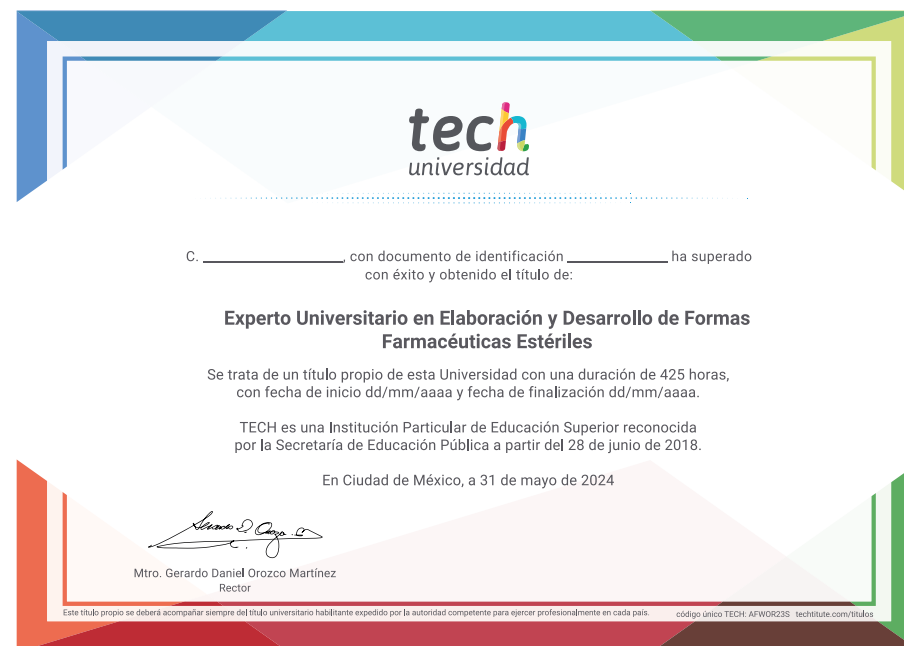 tech
universidad
C. ____________, con documento de identificación ____________ ha superado
con éxito y obtenido el título de:
Experto Universitario en Elaboración y Desarrollo de Formas
Farmacéuticas Estériles
Se trata de un título propio de esta Universidad con una duración de 425 horas,
con fecha de inicio dd/mm/aaaa y fecha de finalización dd/mm/aaaa.
TECH es una Institución Particular de Educación Superior reconocida
por la Secretaría de Educación Pública a partir del 28 de junio de 2018.
En Ciudad de México, a 31 de mayo de 2024
Mtro. Gerardo Daniel Orozco Martínez
Rector
Este título propio se deberá acompañar siempre del título universitario habilitante expedido por la autoridad competente para ejercer profesionalmente en cada país.
código único TECH: AFWOR23S techtitute.com/titulos